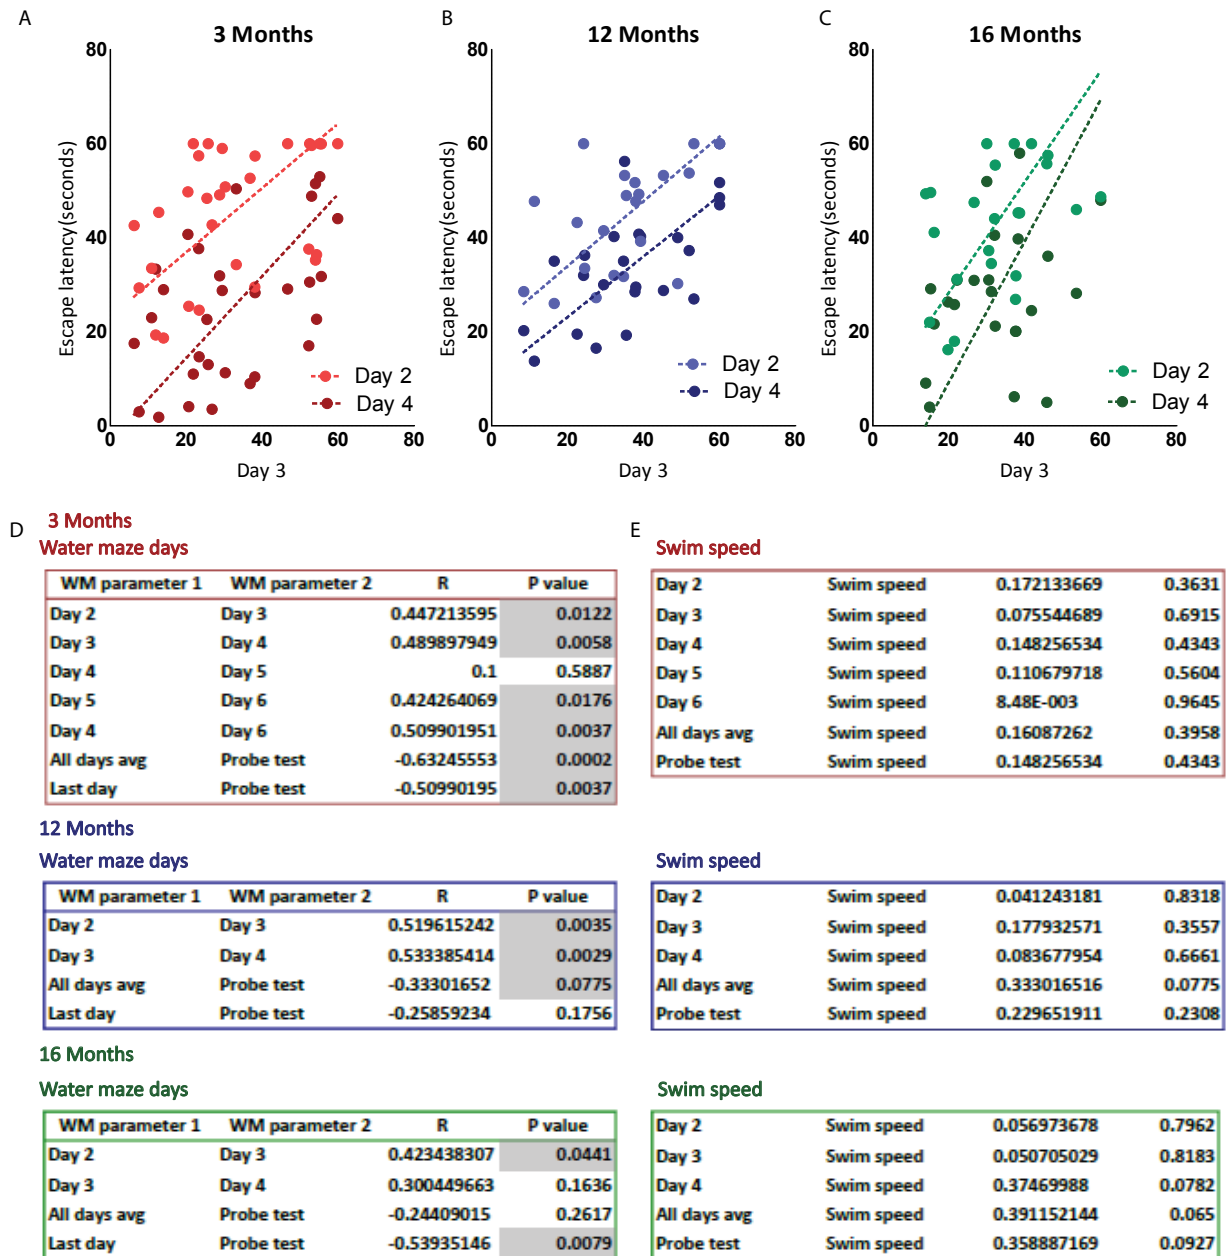 A
3 Months
Escape latency(seconds)
80
60
40
20
0
0 20 40 60 80
Day 3
Day 2
Day 4
B
12 Months
Escape latency(seconds)
80
60
40
20
0
0 20 40 60 80
Day 3
Day 2
Day 4
C
16 Months
Escape latency(seconds)
80
60
40
20
0
0 20 40 60 80
Day 3
Day 2
Day 4
D
3 Months
Water maze days
WM parameter 1 WM parameter 2 R P value
Day 2 Day 3 0.447213595 0.0122
Day 3 Day 4 0.489897949 0.0058
Day 4 Day 5 0.1 0.5887
Day 5 Day 6 0.424264069 0.0176
Day 4 Day 6 0.509901951 0.0037
All days avg Probe test -0.63245553 0.0002
Last day Probe test -0.50990195 0.0037
E
Swim speed
Day 2 Swim speed 0.172133669 0.3631
Day 3 Swim speed 0.075544689 0.6915
Day 4 Swim speed 0.148256534 0.4343
Day 5 Swim speed 0.110679718 0.5604
Day 6 Swim speed 8.48E-003 0.9645
All days avg Swim speed 0.16087262 0.3958
Probe test Swim speed 0.148256534 0.4343
12 Months
Water maze days
WM parameter 1 WM parameter 2 R P value
Day 2 Day 3 0.519615242 0.0035
Day 3 Day 4 0.533385414 0.0029
All days avg Probe test -0.33301652 0.0775
Last day Probe test -0.25859234 0.1756
Swim speed
Day 2 Swim speed 0.041243181 0.8318
Day 3 Swim speed 0.177932571 0.3557
Day 4 Swim speed 0.083677954 0.6661
All days avg Swim speed 0.333016516 0.0775
Probe test Swim speed 0.229651911 0.2308
16 Months
Water maze days
WM parameter 1 WM parameter 2 R P value
Day 2 Day 3 0.423438307 0.0441
Day 3 Day 4 0.300449663 0.1636
All days avg Probe test -0.24409015 0.2617
Last day Probe test -0.53935146 0.0079
Swim speed
Day 2 Swim speed 0.056973678 0.7962
Day 3 Swim speed 0.050705029 0.8183
Day 4 Swim speed 0.37469988 0.0782
All days avg Swim speed 0.391152144 0.065
Probe test Swim speed 0.358887169 0.0927